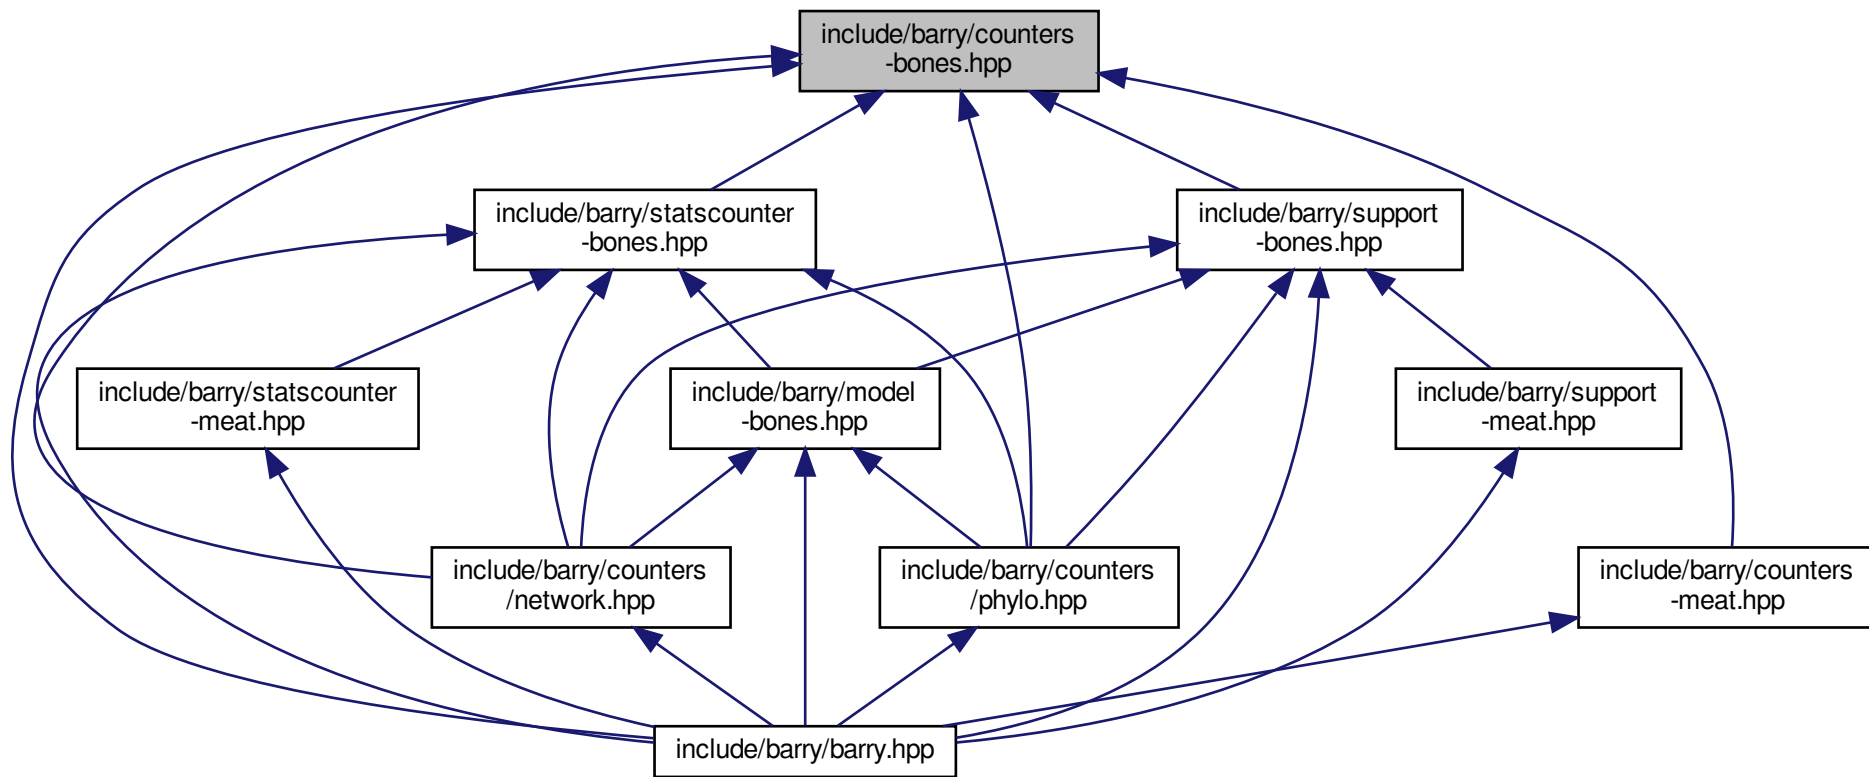 include/barry/counters
-bones.hpp
include/barry/statscounter
-bones.hpp
include/barry/support
-bones.hpp
include/barry/statscounter
-meat.hpp
include/barry/model
-bones.hpp
include/barry/support
-meat.hpp
include/barry/counters
/network.hpp
include/barry/counters
/phylo.hpp
include/barry/counters
-meat.hpp
include/barry/barry.hpp